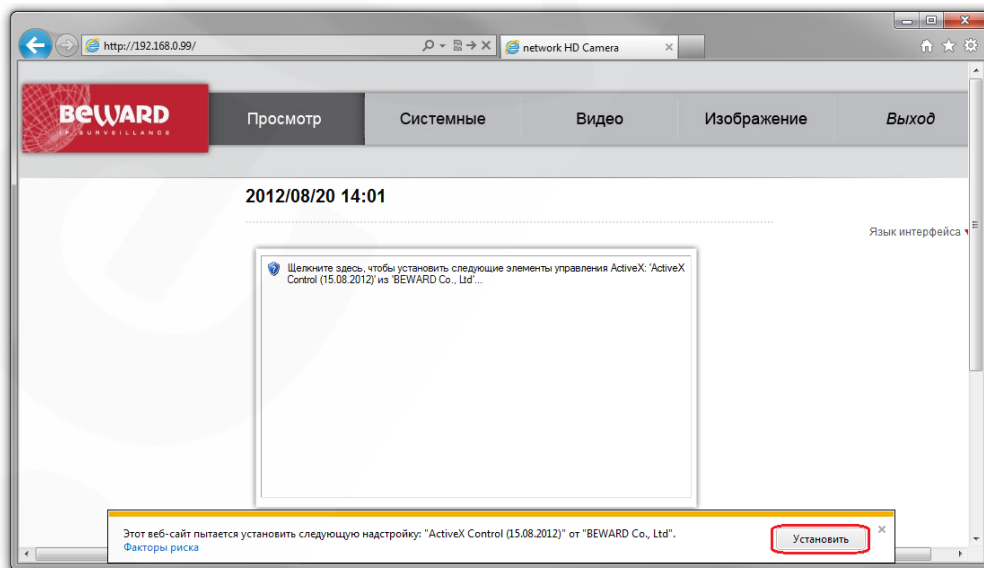 http://192.168.0.99/
network HD Camera
BEWARD
IP SURVEILLANCE
Просмотр
Системные
Видео
Изображение
Выход
2012/08/20 14:01
Язык интерфейса
Щелкните здесь, чтобы установить следующие элементы управления ActiveX: 'ActiveX
Control (15.08.2012)' из 'BEWARD Co., Ltd'...
Этот веб-сайт пытается установить следующую надстройку: "ActiveX Control (15.08.2012)" от "BEWARD Co., Ltd".
Факторы риска
Установить